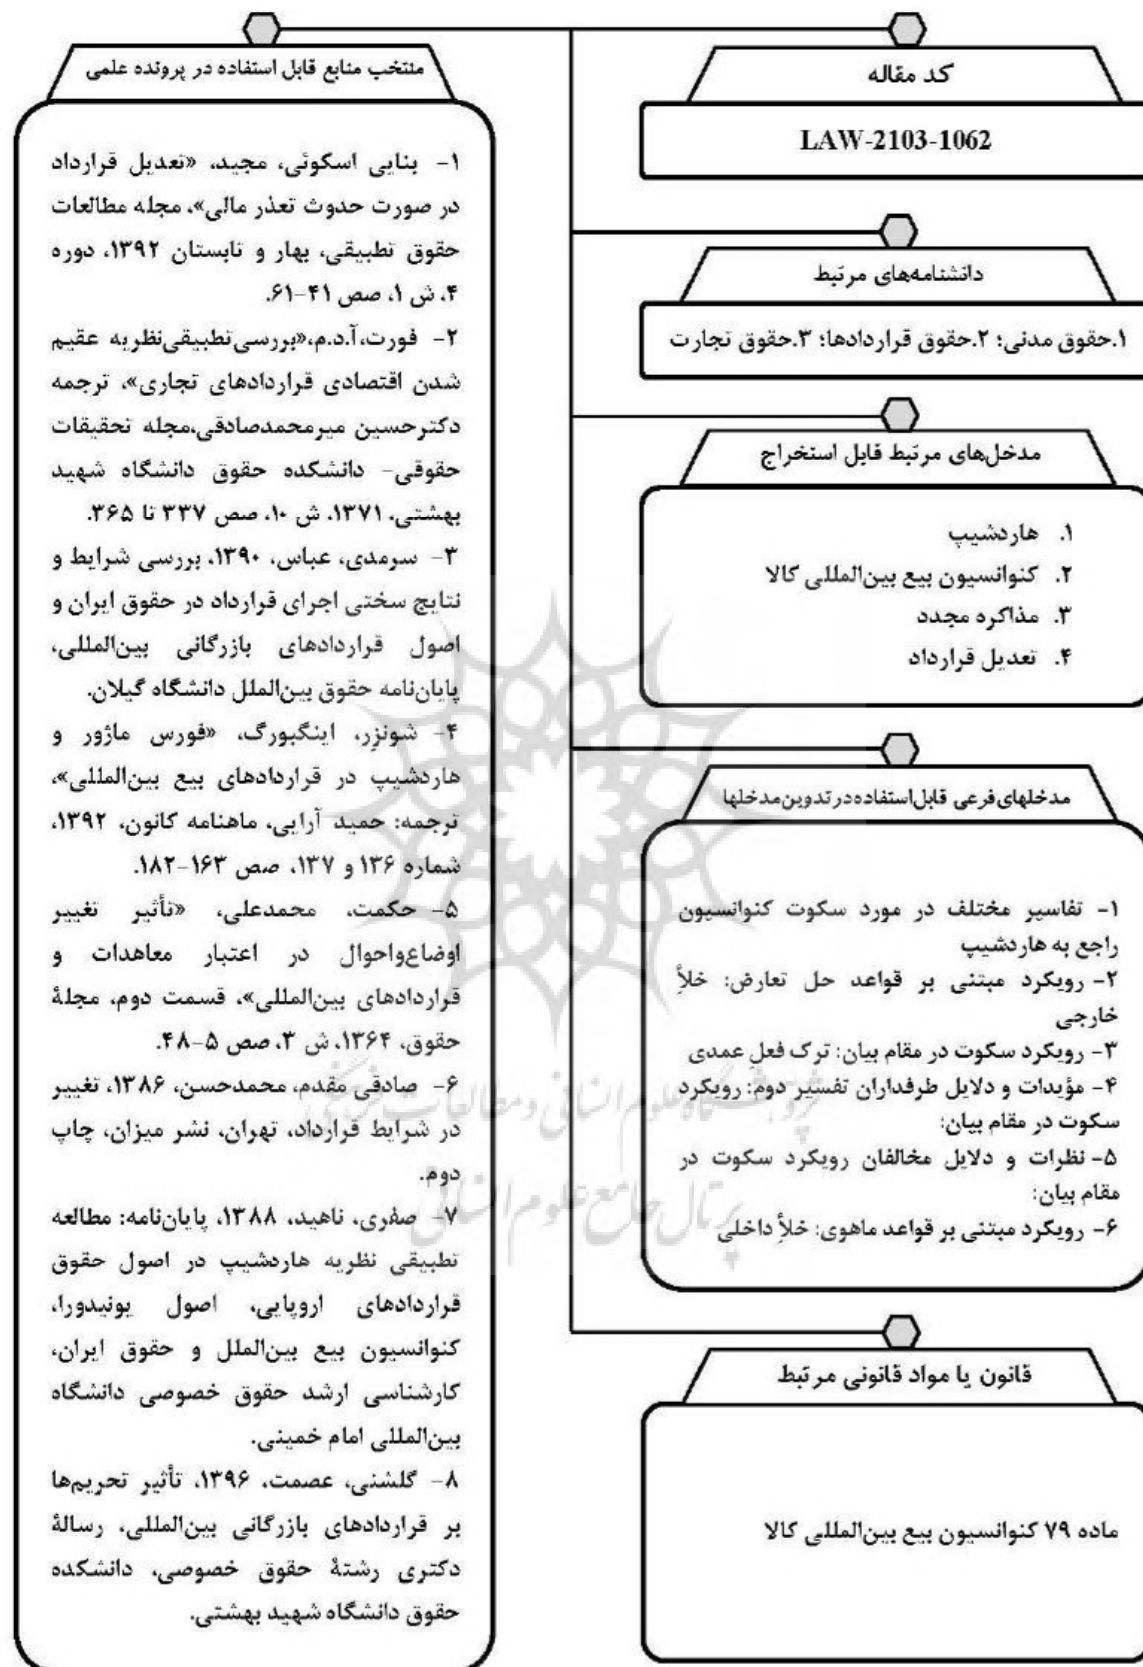 کد مقاله
LAW-2103-1062
دانشنامه‌های مرتبط
۱.حقوق مدنی؛ ۲.حقوق قراردادها؛ ۳.حقوق تجارت
مدخل‌های مرتبط قابل استخراج
۱. هاردشیپ
۲. کنوانسیون بیع بین‌المللی کالا
۳. مذاکره مجدد
۴. تعدیل قرارداد
مدخلهای فرعی قابل‌استفاده‌در تدوین‌مدخلها
۱- تفاسیر مختلف در مورد سکوت کنوانسیون
راجع به هاردشیپ
۲- رویکرد مبتنی بر قواعد حل تعارض: خلأِ
خارجی
۳- رویکرد سکوت در مقام بیان: ترک فعلِ عمدی
۴- مؤیدات و دلایل طرفداران تفسیر دوم: رویکرد
سکوت در مقام بیان:
۵- نظرات و دلایل مخالفان رویکرد سکوت در
مقام بیان:
۶- رویکرد مبتنی بر قواعد ماهوی: خلأِ داخلی
قانون یا مواد قانونی مرتبط
ماده ۷۹ کنوانسیون بیع بین‌المللی کالا
منتخب منابع قابل استفاده در پرونده علمی
۱- بنایی اسکوئی، مجید، «تعدیل قرارداد
در صورت حدوث تعذر مالی»، مجله مطالعات
حقوق تطبیقی، بهار و تابستان ۱۳۹۲، دوره
۴، ش ۱، صص ۴۱-۶۱.
۲- فورت،آ.د.م،«بررسی‌تطبیقی‌نظریه عقیم
شدن اقتصادی قراردادهای تجاری»، ترجمه
دکترحسین میرمحمدصادقی،مجله تحقیقات
حقوقی- دانشکده حقوق دانشگاه شهید
بهشتی، ۱۳۷۱، ش ۱۰، صص ۳۳۷ تا ۳۶۵.
۳- سرمدی، عباس، ۱۳۹۰، بررسی شرایط و
نتایج سختی اجرای قرارداد در حقوق ایران و
اصول قراردادهای بازرگانی بین‌المللی،
پایان‌نامه حقوق بین‌الملل دانشگاه گیلان.
۴- شونزِر، اینگبورگ، «فورس ماژور و
هاردشیپ در قراردادهای بیع بین‌المللی»،
ترجمه: حمید آرایی، ماهنامه کانون، ۱۳۹۲،
شماره ۱۳۶ و ۱۳۷، صص ۱۶۳-۱۸۲.
۵- حکمت، محمدعلی، «تأثیر تغییر
اوضاع‌واحوال در اعتبار معاهدات و
قراردادهای بین‌المللی»، قسمت دوم، مجلهٔ
حقوق، ۱۳۶۴، ش ۳، صص ۵-۴۸.
۶- صادقی مقدم، محمدحسن، ۱۳۸۶، تغییر
در شرایط قرارداد، تهران، نشر میزان، چاپ
دوم.
۷- صفری، ناهید، ۱۳۸۸، پایان‌نامه: مطالعه
تطبیقی نظریه هاردشیپ در اصول حقوق
قراردادهای اروپایی، اصول یونیدورا،
کنوانسیون بیع بین‌الملل و حقوق ایران،
کارشناسی ارشد حقوق خصوصی دانشگاه
بین‌المللی امام خمینی.
۸- گلشنی، عصمت، ۱۳۹۶، تأثیر تحریم‌ها
بر قراردادهای بازرگانی بین‌المللی، رسالهٔ
دکتری رشتهٔ حقوق خصوصی، دانشکده
حقوق دانشگاه شهید بهشتی.
پژوهشگاه علوم انسانی و مطالعات فرهنگی
پرتال جامع علوم انسانی